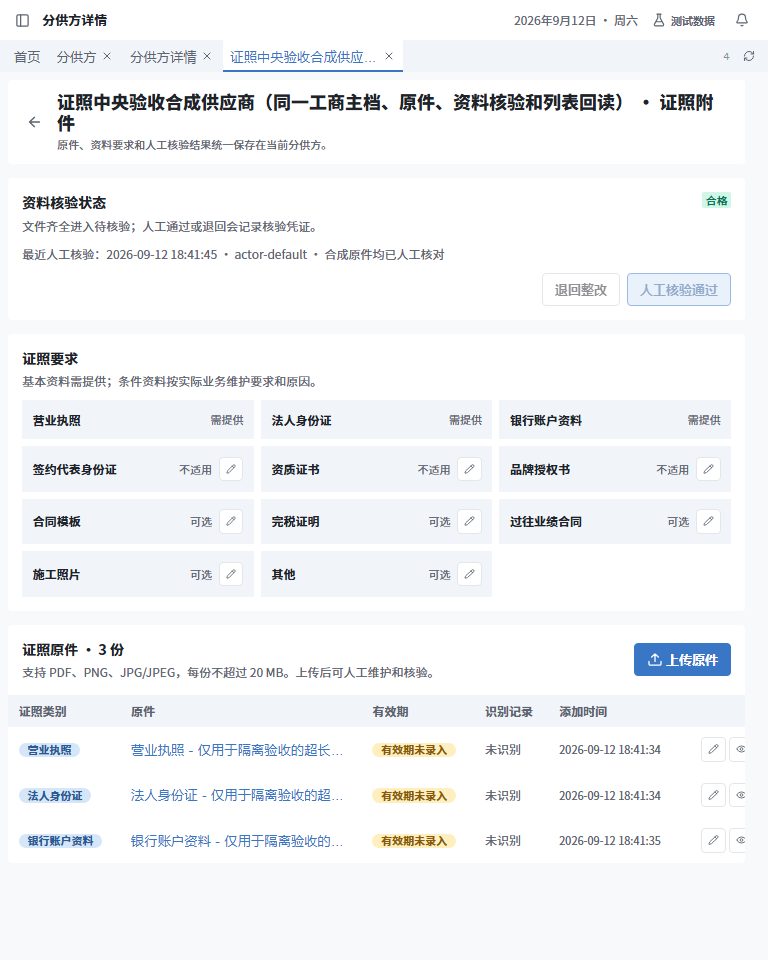 分供方详情
2026年9月12日 • 周六 测试数据
首页 分供方 分供方详情 证照中央验收合成供应... 4
证照中央验收合成供应商（同一工商主档、原件、资料核验和列表回读） • 证照附
件
原件、资料要求和人工核验结果统一保存在当前分供方。
资料核验状态
合格
文件齐全进入待核验；人工通过或退回会记录核验凭证。
最近人工核验：2026-09-12 18:41:45 • actor-default • 合成原件均已人工核对
退回整改 人工核验通过
证照要求
基本资料需提供；条件资料按实际业务维护要求和原因。
营业执照 需提供 法人身份证 需提供 银行账户资料 需提供
签约代表身份证 不适用 资质证书 不适用 品牌授权书 不适用
合同模板 可选 完税证明 可选 过往业绩合同 可选
施工照片 可选 其他 可选
证照原件 • 3 份
支持 PDF、PNG、JPG/JPEG，每份不超过 20 MB。上传后可人工维护和核验。
上传原件
证照类别 原件 有效期 识别记录 添加时间
营业执照 营业执照 - 仅用于隔离验收的超长... 有效期未录入 未识别 2026-09-12 18:41:34
法人身份证 法人身份证 - 仅用于隔离验收的超... 有效期未录入 未识别 2026-09-12 18:41:34
银行账户资料 银行账户资料 - 仅用于隔离验收的... 有效期未录入 未识别 2026-09-12 18:41:35